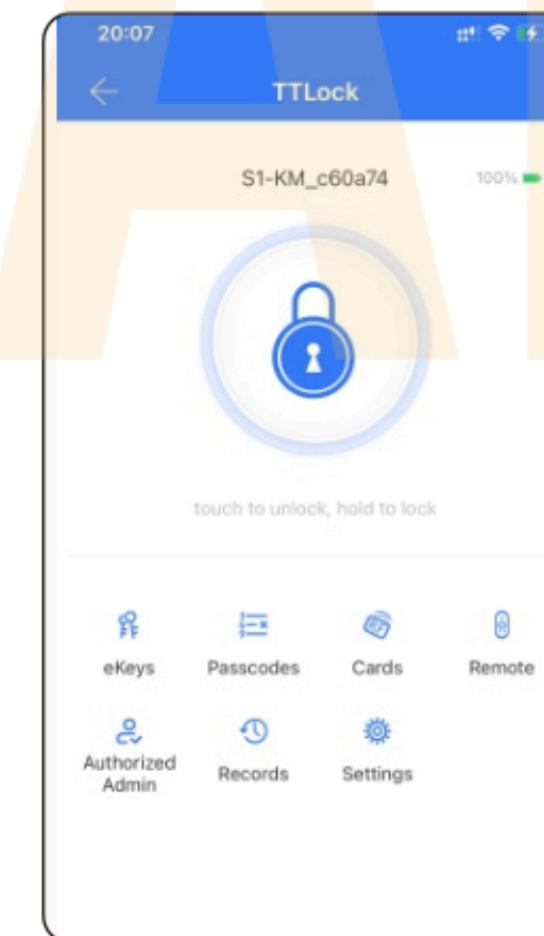 20:07
TTLock
S1-KM_c60a74
100%
touch to unlock, hold to lock
eKeys
Passcodes
Cards
Remote
Authorized
Admin
Records
Settings